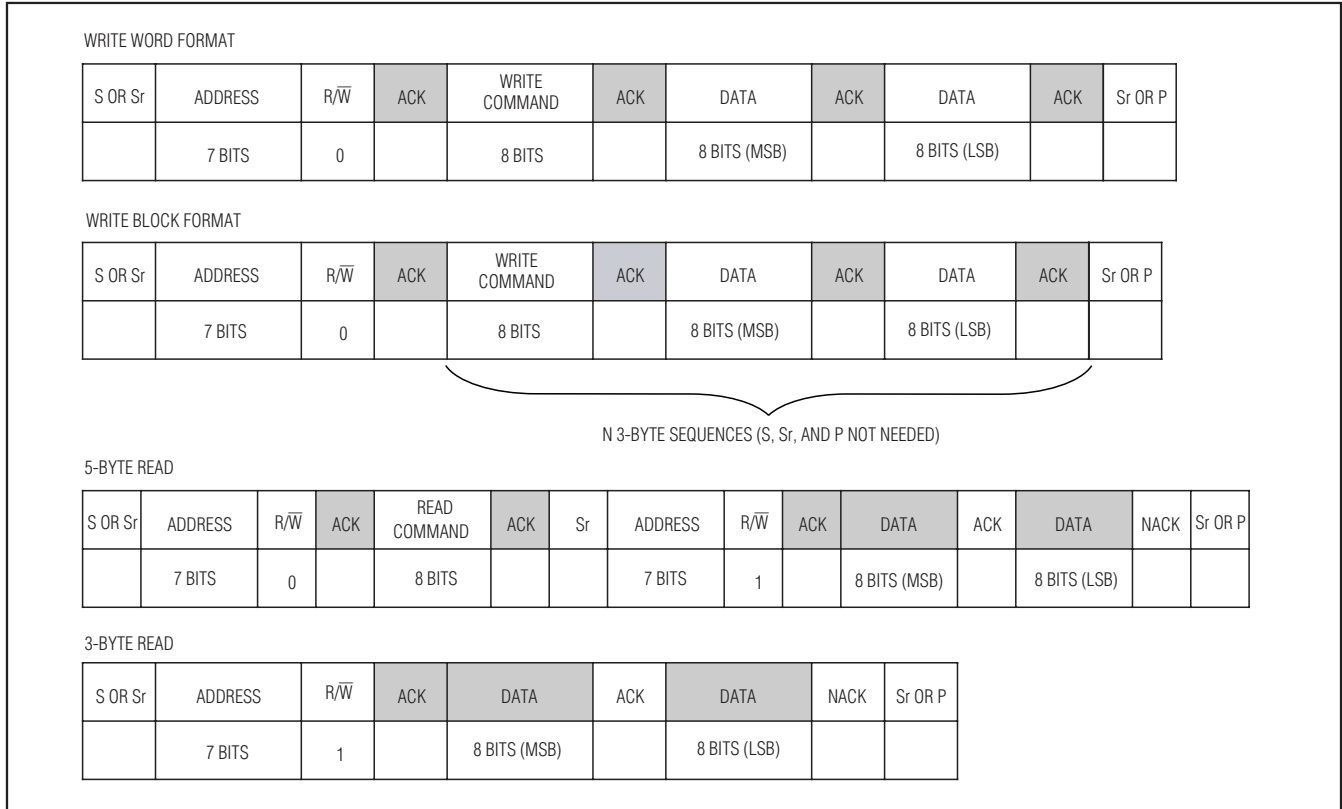 WRITE WORD FORMAT
S OR Sr ADDRESS R/W̅ ACK WRITE COMMAND ACK DATA ACK DATA ACK Sr OR P
7 BITS 0 8 BITS 8 BITS (MSB) 8 BITS (LSB)
WRITE BLOCK FORMAT
S OR Sr ADDRESS R/W̅ ACK WRITE COMMAND ACK DATA ACK DATA ACK Sr OR P
7 BITS 0 8 BITS 8 BITS (MSB) 8 BITS (LSB)
N 3-BYTE SEQUENCES (S, Sr, AND P NOT NEEDED)
5-BYTE READ
S OR Sr ADDRESS R/W̅ ACK READ COMMAND ACK Sr ADDRESS R/W̅ ACK DATA ACK DATA NACK Sr OR P
7 BITS 0 8 BITS 7 BITS 1 8 BITS (MSB) 8 BITS (LSB)
3-BYTE READ
S OR Sr ADDRESS R/W̅ ACK DATA ACK DATA NACK Sr OR P
7 BITS 1 8 BITS (MSB) 8 BITS (LSB)